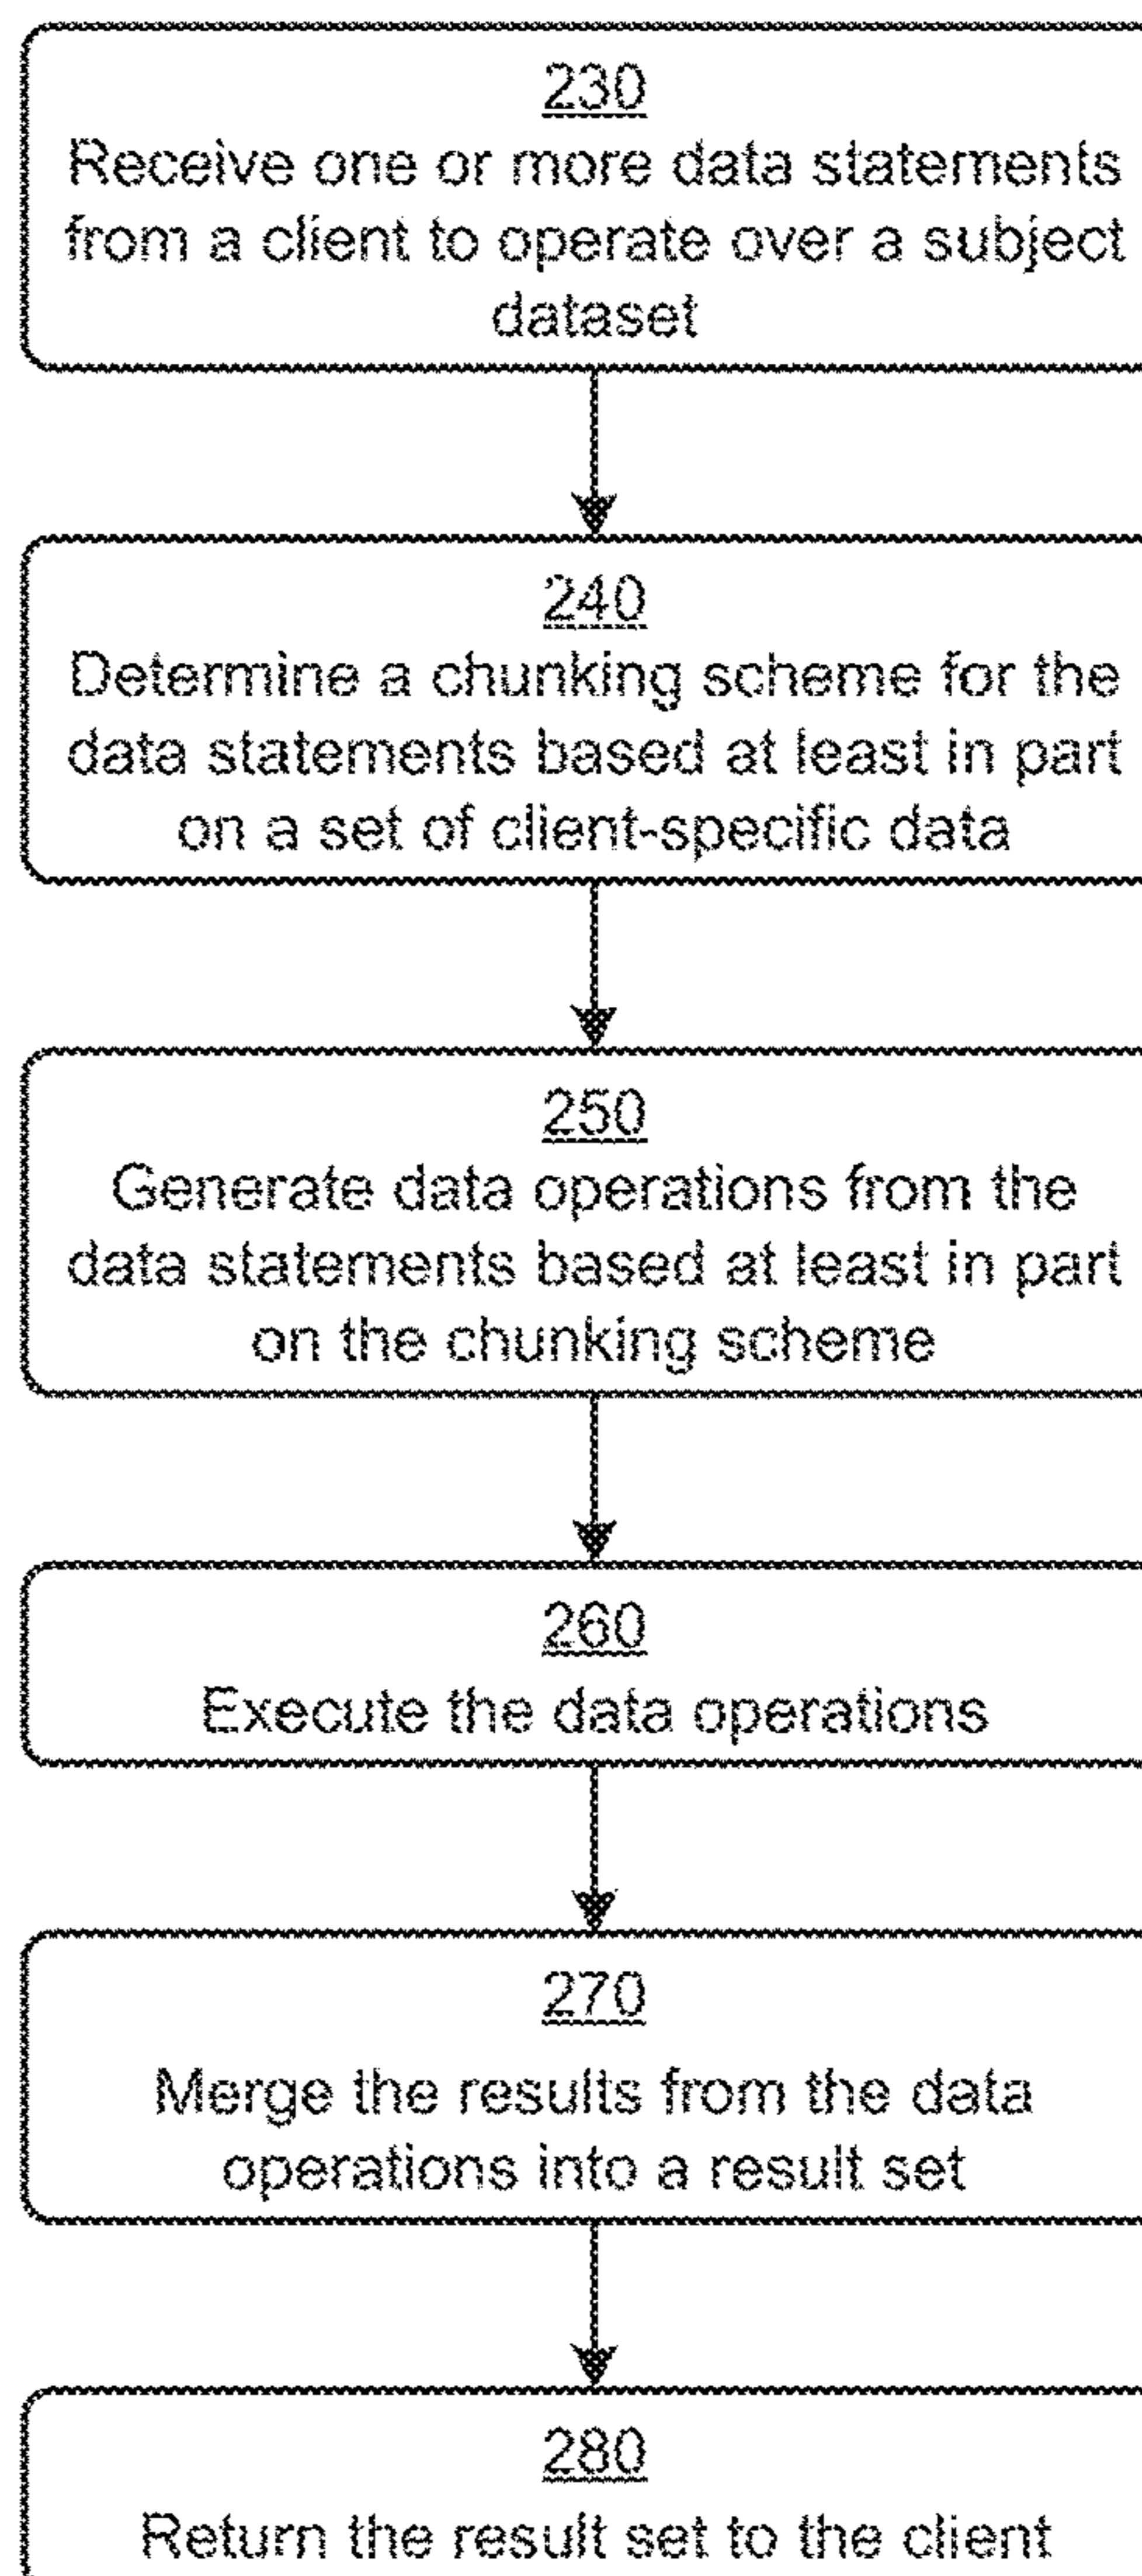 230
Receive one or more data statements
from a client to operate over a subject
dataset
240
Determine a chunking scheme for the
data statements based at least in part
on a set of client-specific data
250
Generate data operations from the
data statements based at least in part
on the chunking scheme
260
Execute the data operations
270
Merge the results from the data
operations into a result set
280
Return the result set to the client